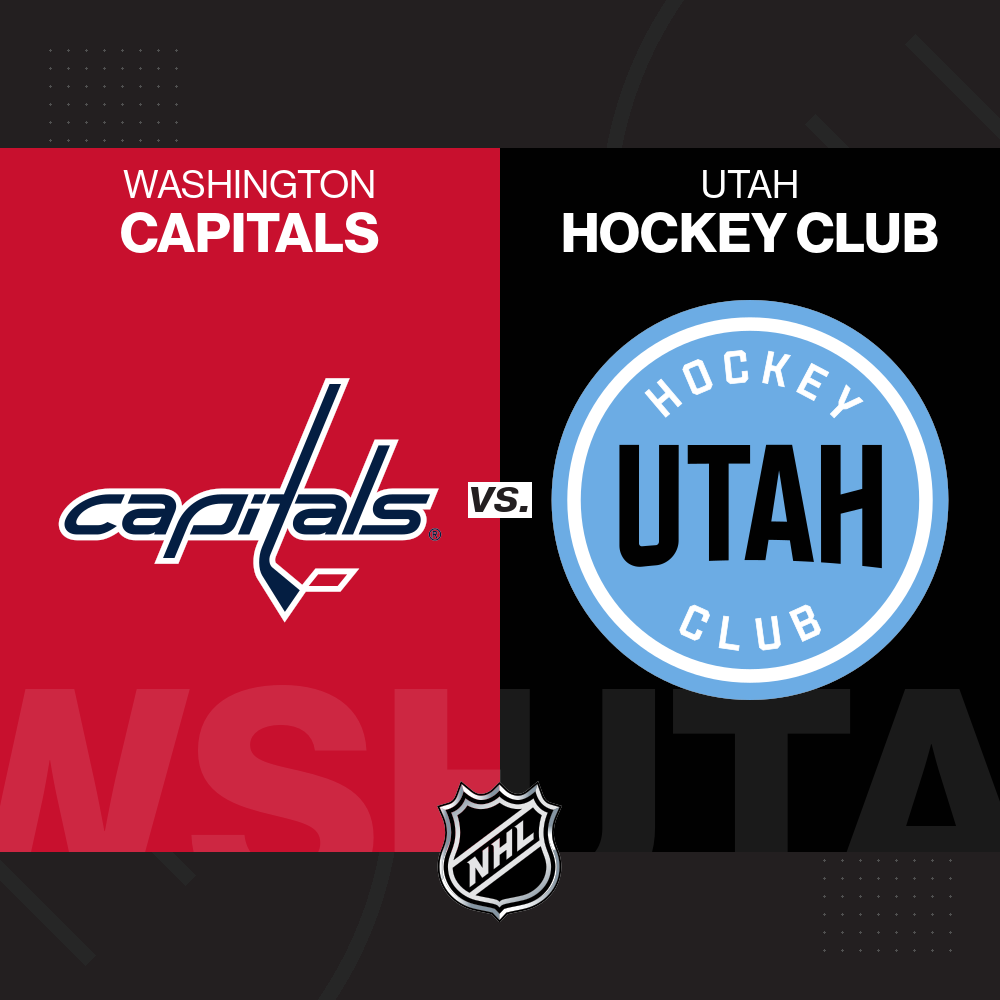 WASHINGTON
CAPITALS
UTAH
HOCKEY CLUB
capitals
®
vs.
HOCKEY
UTAH
CLUB
WSH
UTA
NHL